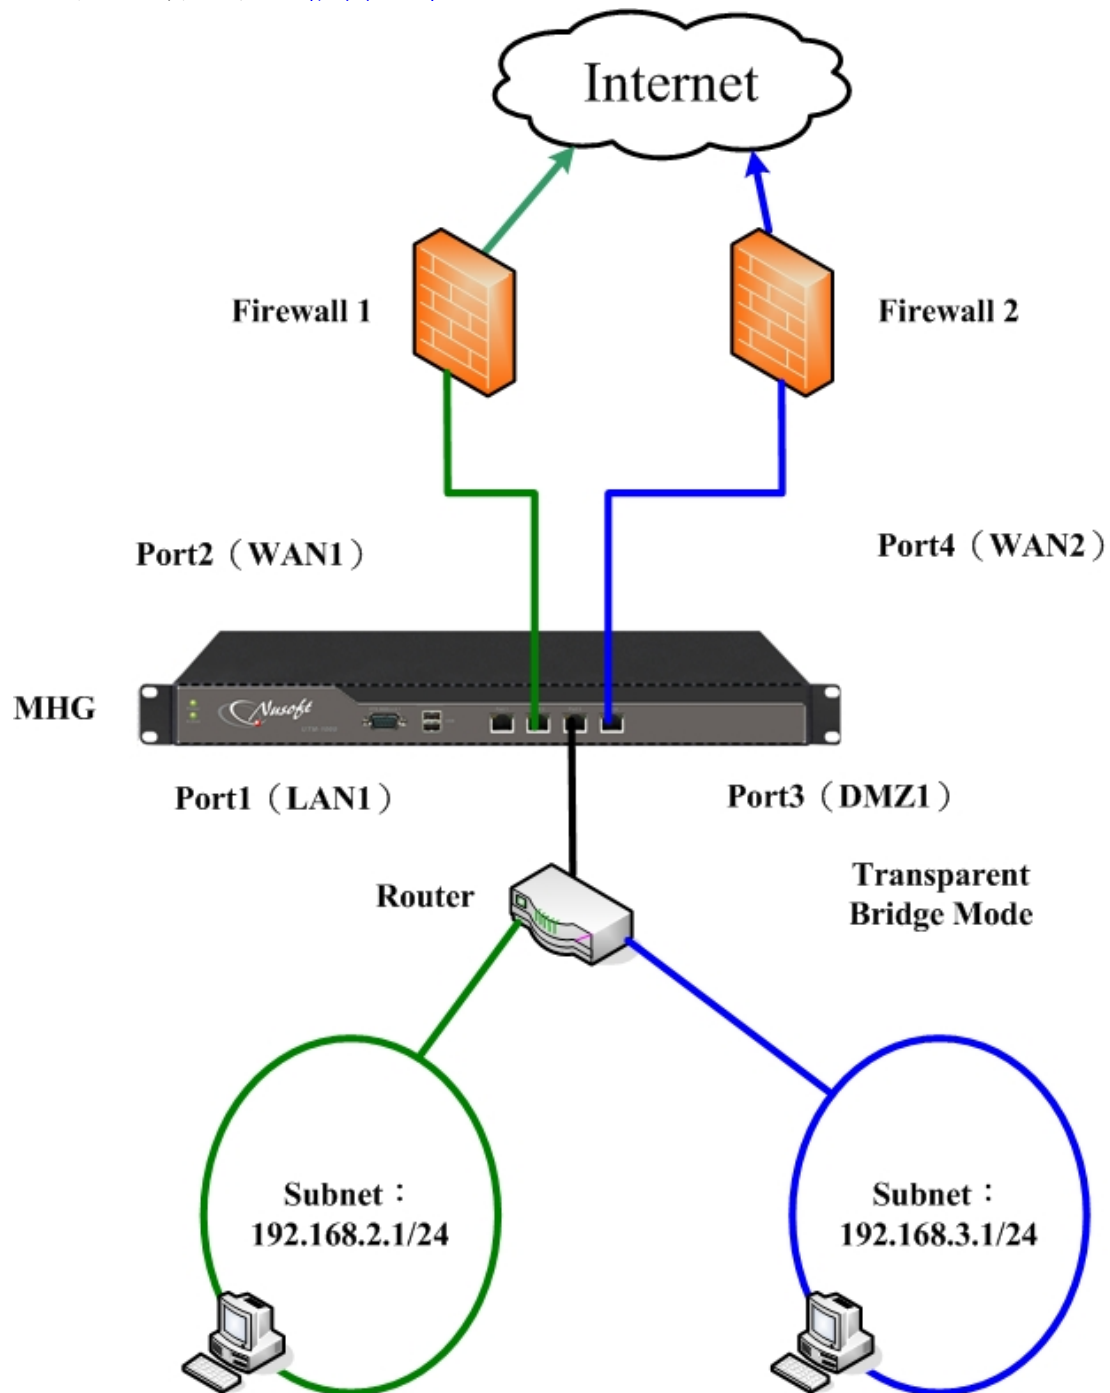 Internet
Firewall 1
Firewall 2
Port2（WAN1）
Port4（WAN2）
MHG
Nusoft
Port1（LAN1）
Port3（DMZ1）
Router
Transparent
Bridge Mode
Subnet：
192.168.2.1/24
Subnet：
192.168.3.1/24